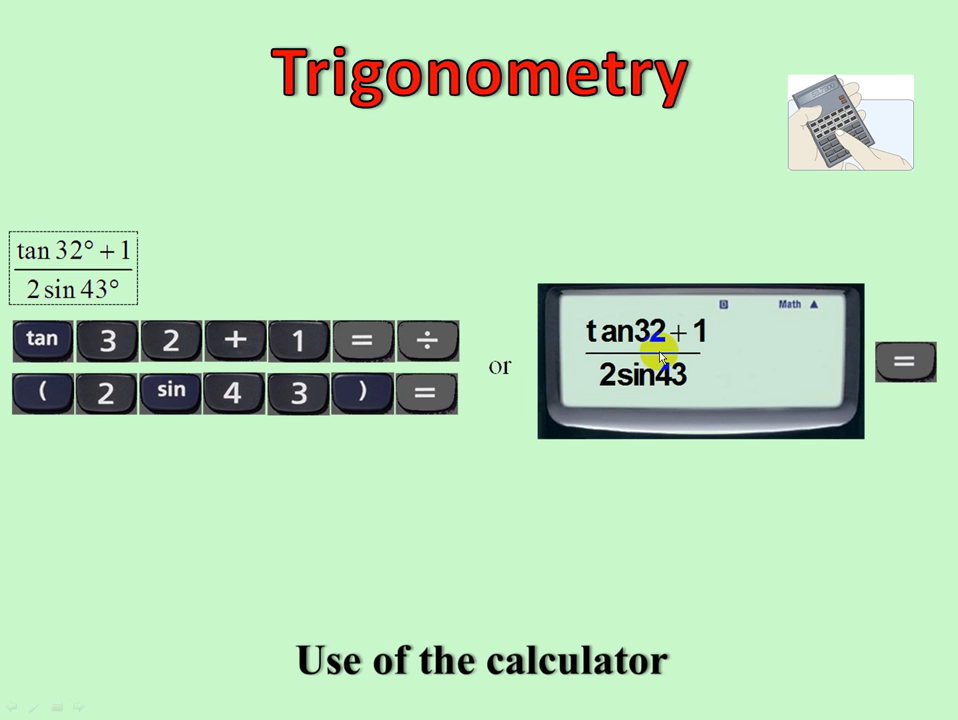 Trigonometry
tan 32° + 1
2 sin 43°
tan 3 2 + 1 = ÷
( 2 sin 4 3 ) =
or
D Math ▲
tan32+1
2sin43
=
Use of the calculator